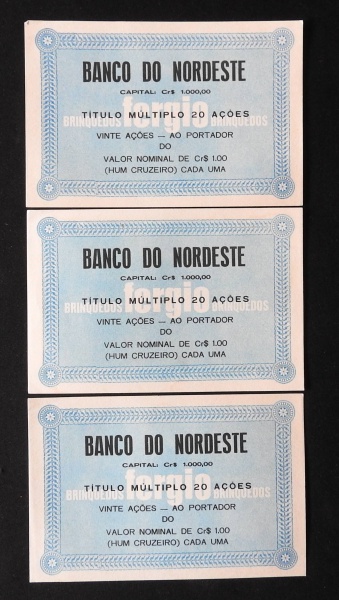 BANCO DO NORDESTE
CAPITAL: Cr$ 1.000,00
fergio
TÍTULO MÚLTIPLO 20 AÇÕES
BRINQUEDOS BRINQUEDOS
VINTE AÇÕES — AO PORTADOR
DO
VALOR NOMINAL DE Cr$ 1.00
(HUM CRUZEIRO) CADA UMA
BANCO DO NORDESTE
CAPITAL: Cr$ 1.000,00
fergio
TÍTULO MÚLTIPLO 20 AÇÕES
BRINQUEDOS BRINQUEDOS
VINTE AÇÕES — AO PORTADOR
DO
VALOR NOMINAL DE Cr$ 1.00
(HUM CRUZEIRO) CADA UMA
BANCO DO NORDESTE
CAPITAL: Cr$ 1.000,00
fergio
TÍTULO MÚLTIPLO 20 AÇÕES
BRINQUEDOS BRINQUEDOS
VINTE AÇÕES — AO PORTADOR
DO
VALOR NOMINAL DE Cr$ 1.00
(HUM CRUZEIRO) CADA UMA